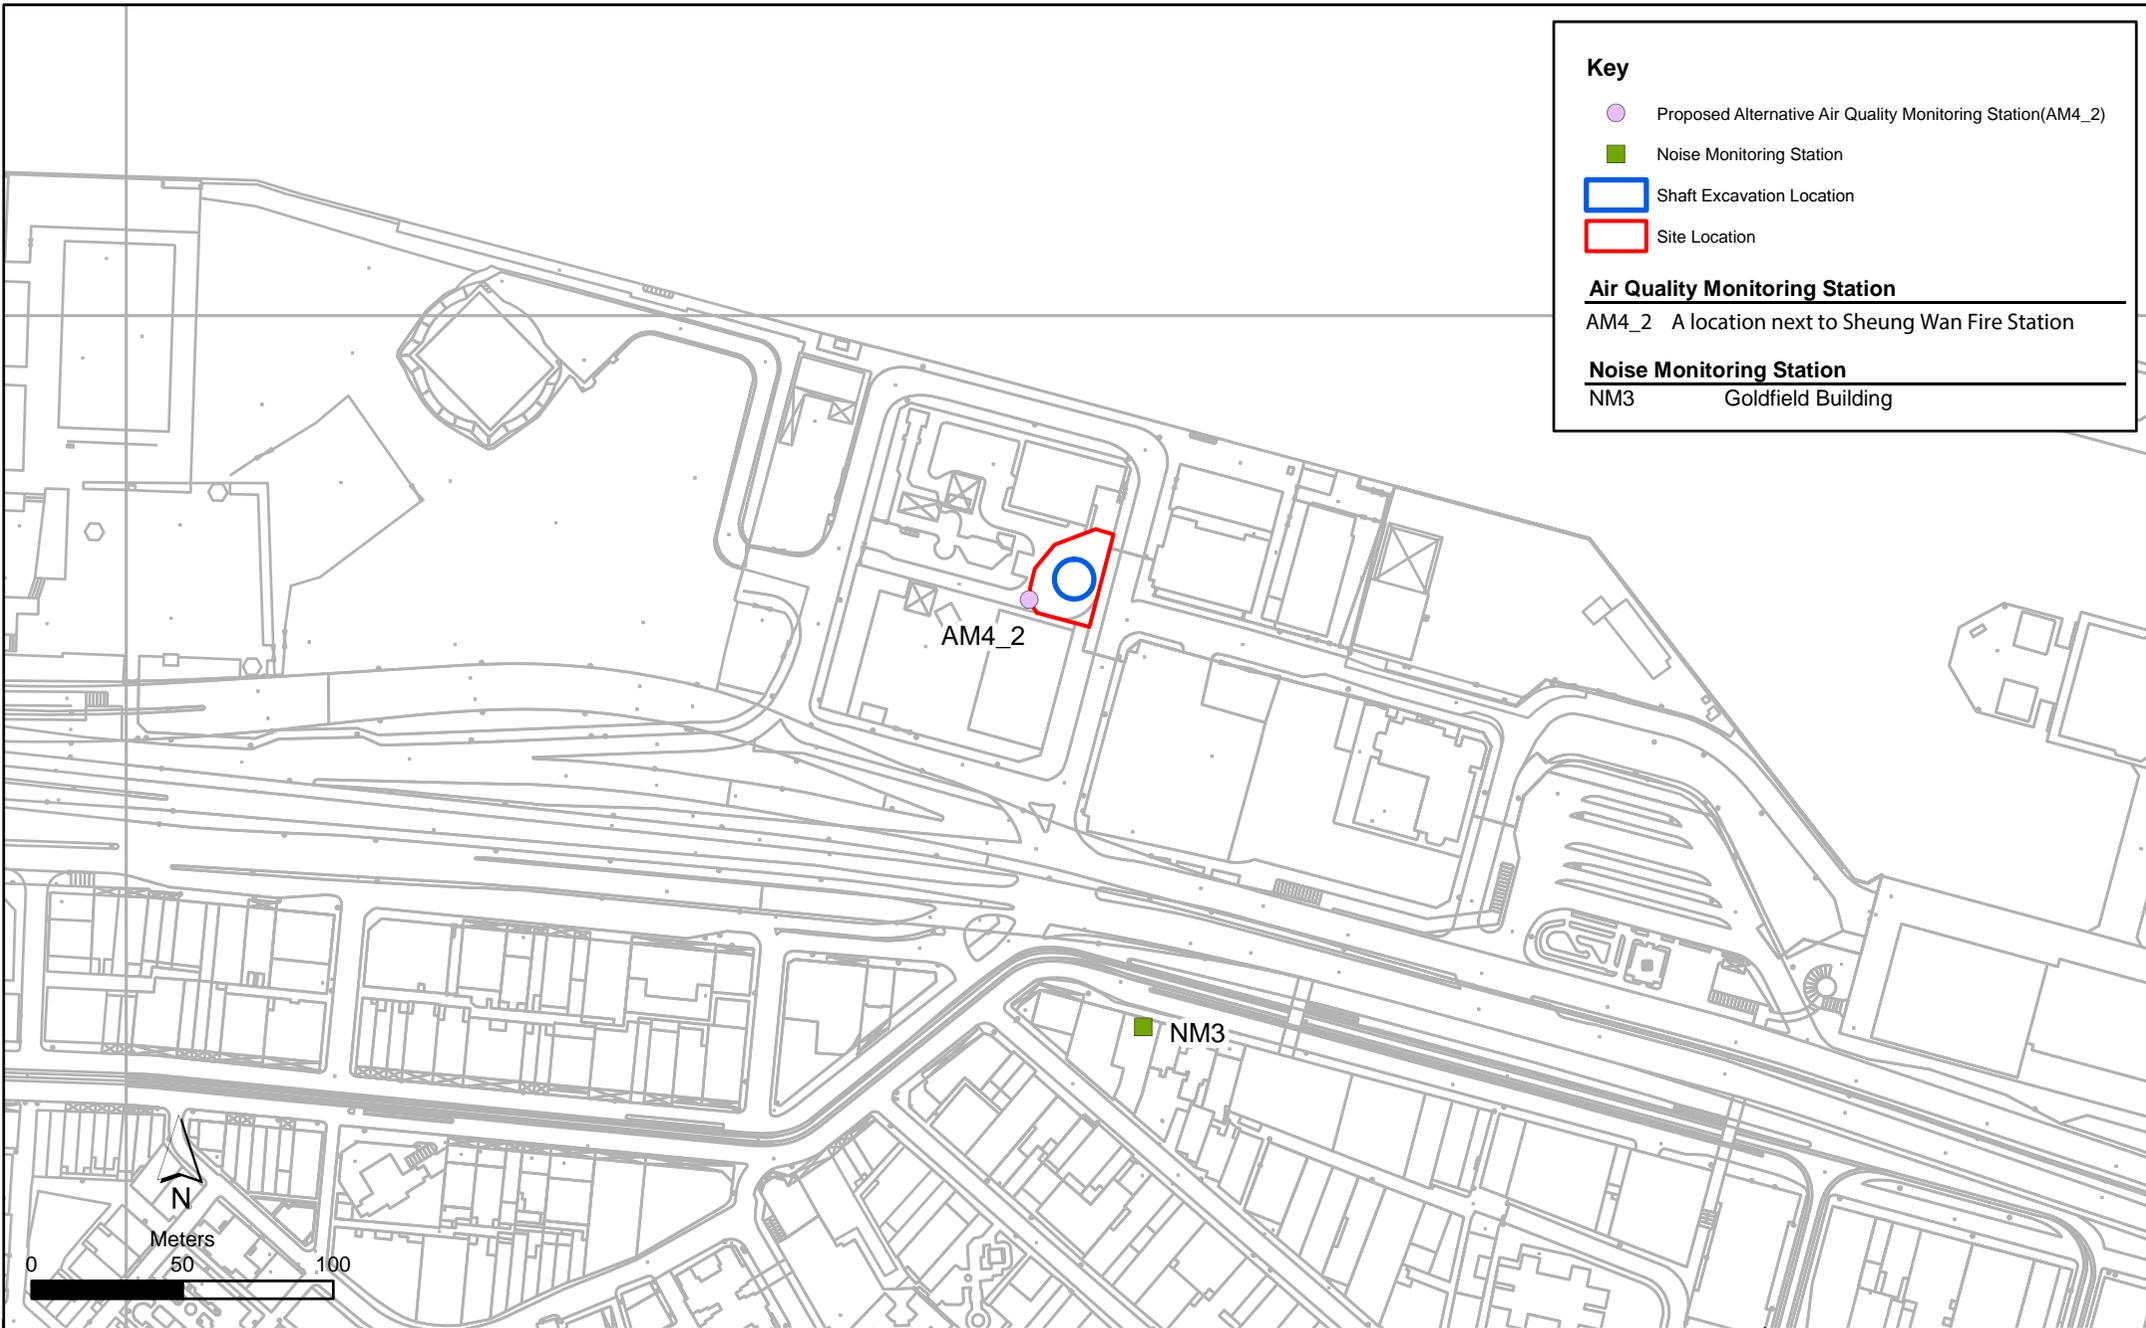 Key
Proposed Alternative Air Quality Monitoring Station(AM4_2)
Noise Monitoring Station
Shaft Excavation Location
Site Location
Air Quality Monitoring Station
AM4_2 A location next to Sheung Wan Fire Station
Noise Monitoring Station
NM3 Goldfield Building
AM4_2
NM3
N
Meters
0 50 100